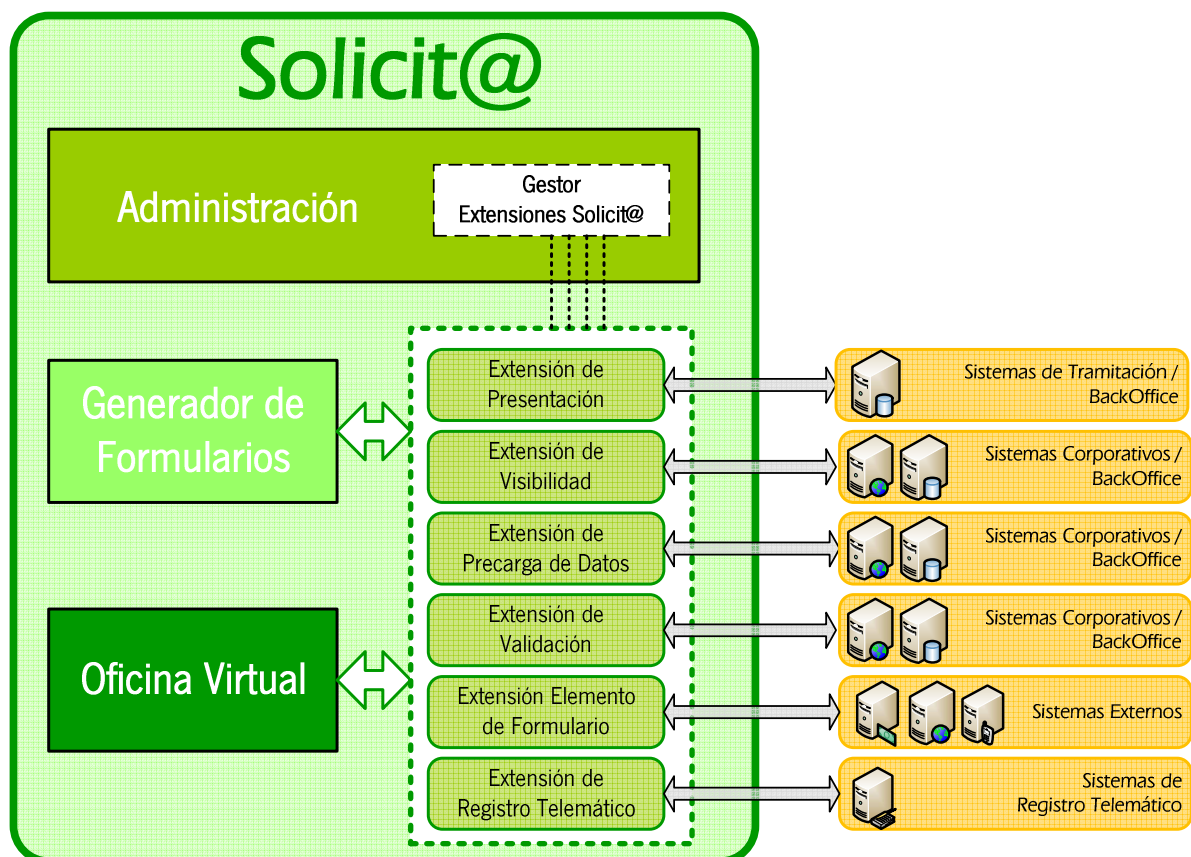 Solicit@
Administración
Gestor
Extensiones Solicit@
Generador de
Formularios
Oficina Virtual
Extensión de
Presentación
Extensión de
Visibilidad
Extensión de
Precarga de Datos
Extensión de
Validación
Extensión Elemento
de Formulario
Extensión de
Registro Telemático
Sistemas de Tramitación /
BackOffice
Sistemas Corporativos /
BackOffice
Sistemas Corporativos /
BackOffice
Sistemas Corporativos /
BackOffice
Sistemas Externos
Sistemas de
Registro Telemático